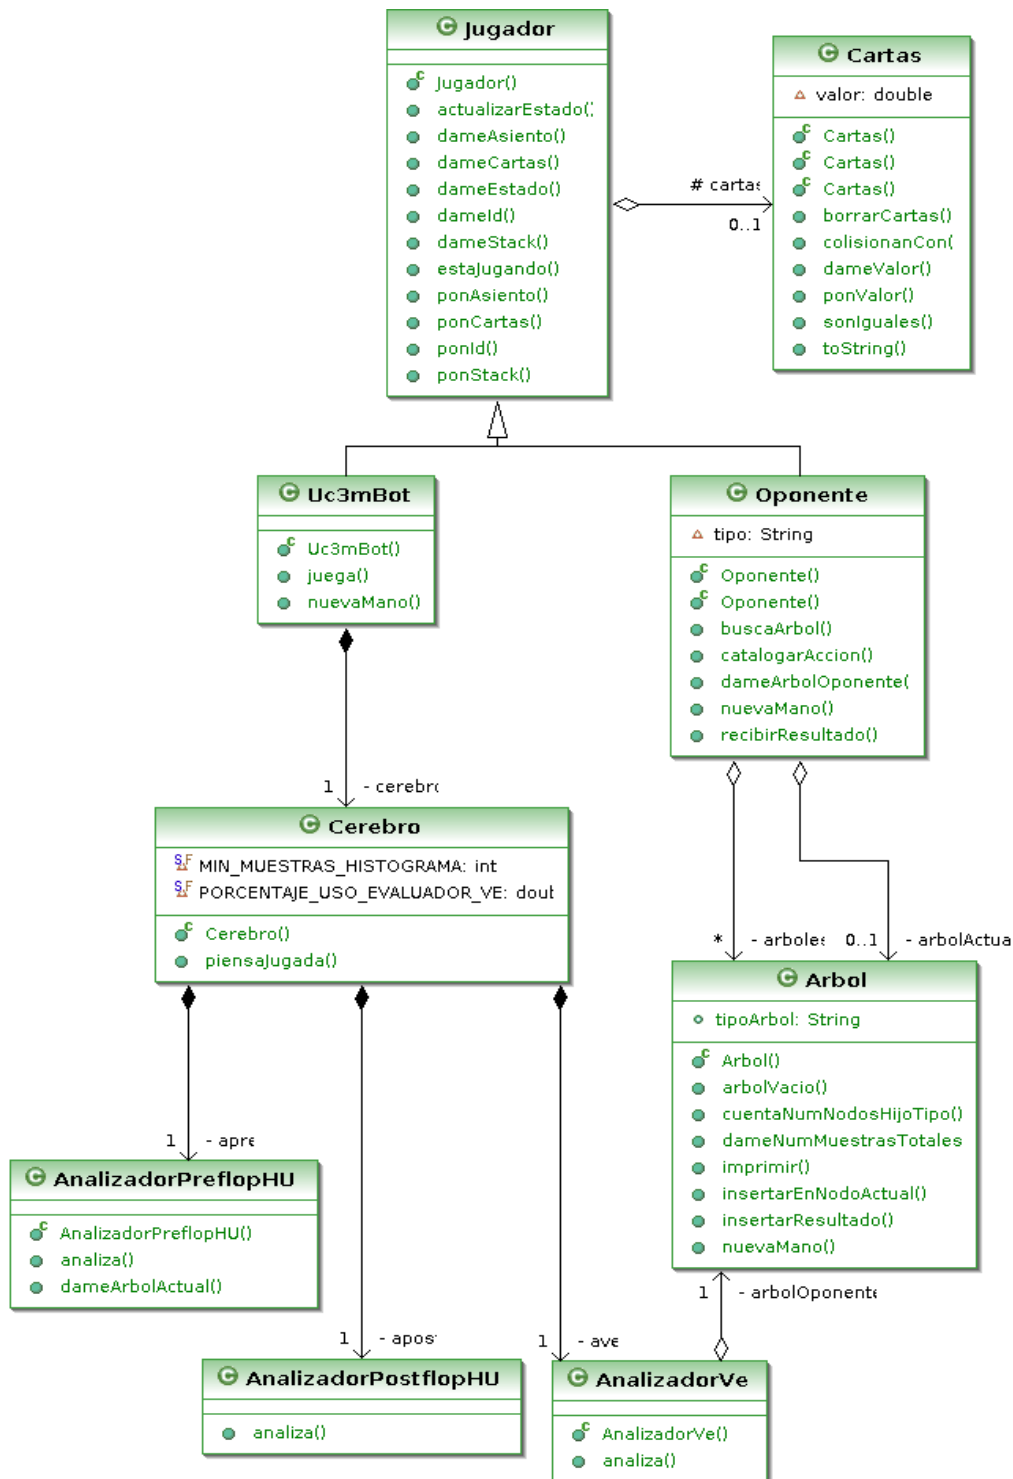 Jugador
Jugador()
actualizarEstado()
dameAsiento()
dameCartas()
dameEstado()
dameId()
dameStack()
estaJugando()
ponAsiento()
ponCartas()
ponId()
ponStack()
# cartas
0..1
Cartas
valor: double
Cartas()
Cartas()
Cartas()
borrarCartas()
colisionanCon(
dameValor()
ponValor()
sonIguales()
toString()
Uc3mBot
Uc3mBot()
juega()
nuevaMano()
Oponente
tipo: String
Oponente()
Oponente()
buscaArbol()
catalogarAccion()
dameArbolOponente(
nuevaMano()
recibirResultado()
1 - cerebro
Cerebro
MIN_MUESTRAS_HISTOGRAMA: int
PORCENTAJE_USO_EVALUADOR_VE: doub
Cerebro()
piensaJugada()
* - arboles
0..1 - arbolActua
Arbol
tipoArbol: String
Arbol()
arbolVacio()
cuentaNumNodosHijoTipo()
dameNumMuestrasTotales
imprimir()
insertarEnNodoActual()
insertarResultado()
nuevaMano()
1 - apre
AnalizadorPreflopHU
AnalizadorPreflopHU()
analiza()
dameArbolActual()
1 - arbolOponente
1 - apos
1 - ave
AnalizadorPostflopHU
analiza()
AnalizadorVe
AnalizadorVe()
analiza()